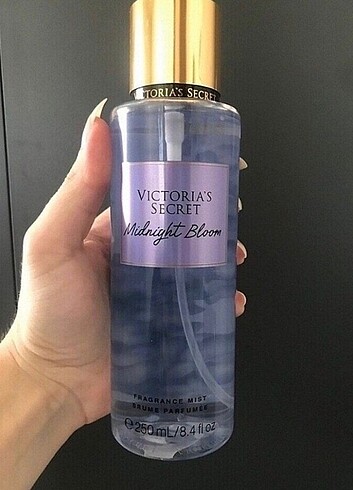 VICTORIA'S SECRET
VICTORIA'S
SECRET
Midnight Bloom
FRAGRANCE MIST
BRUME PARFUMÉE
℮250 mL/8.4 fl oz